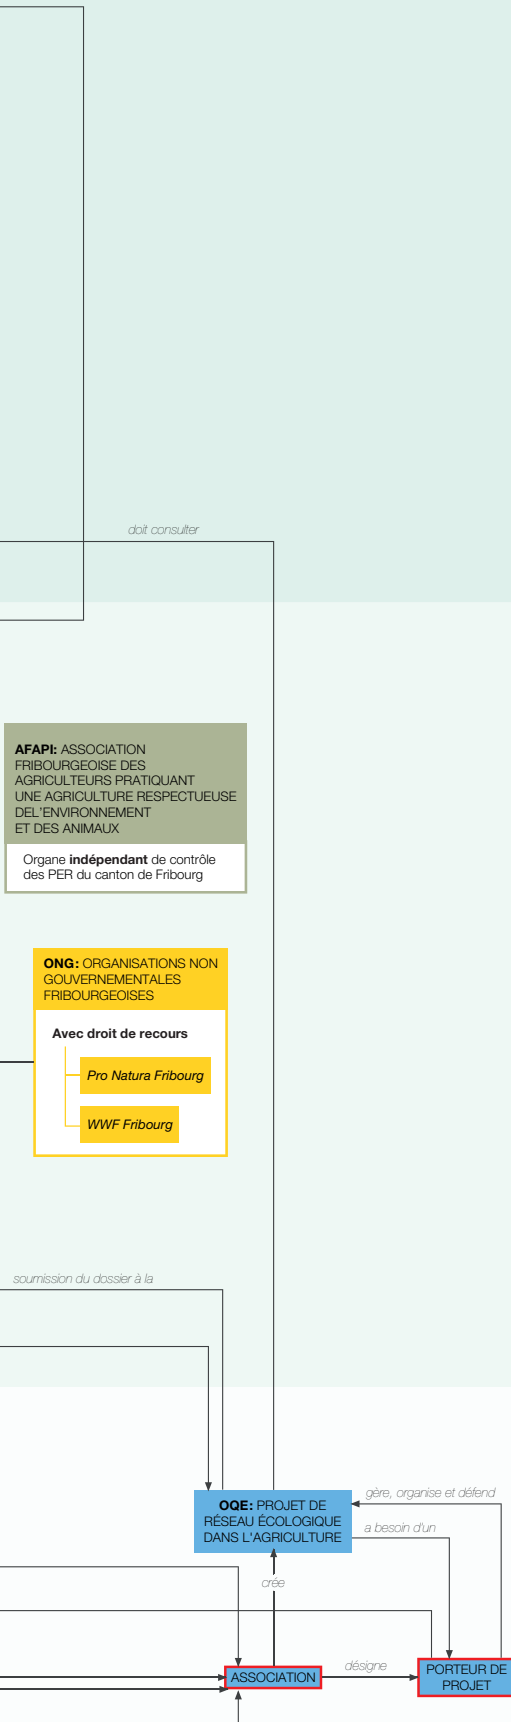 doit consulter
AFAPI: ASSOCIATION
FRIBOURGEOISE DES
AGRICULTEURS PRATIQUANT
UNE AGRICULTURE RESPECTUEUSE
DEL'ENVIRONNEMENT
ET DES ANIMAUX
Organe indépendant de contrôle
des PER du canton de Fribourg
ONG: ORGANISATIONS NON
GOUVERNEMENTALES
FRIBOURGEOISES
Avec droit de recours
Pro Natura Fribourg
WWF Fribourg
soumission du dossier à la
gère, organise et défend
OQE: PROJET DE
RÉSEAU ÉCOLOGIQUE
DANS L'AGRICULTURE
a besoin d'un
crée
désigne
ASSOCIATION
PORTEUR DE
PROJET